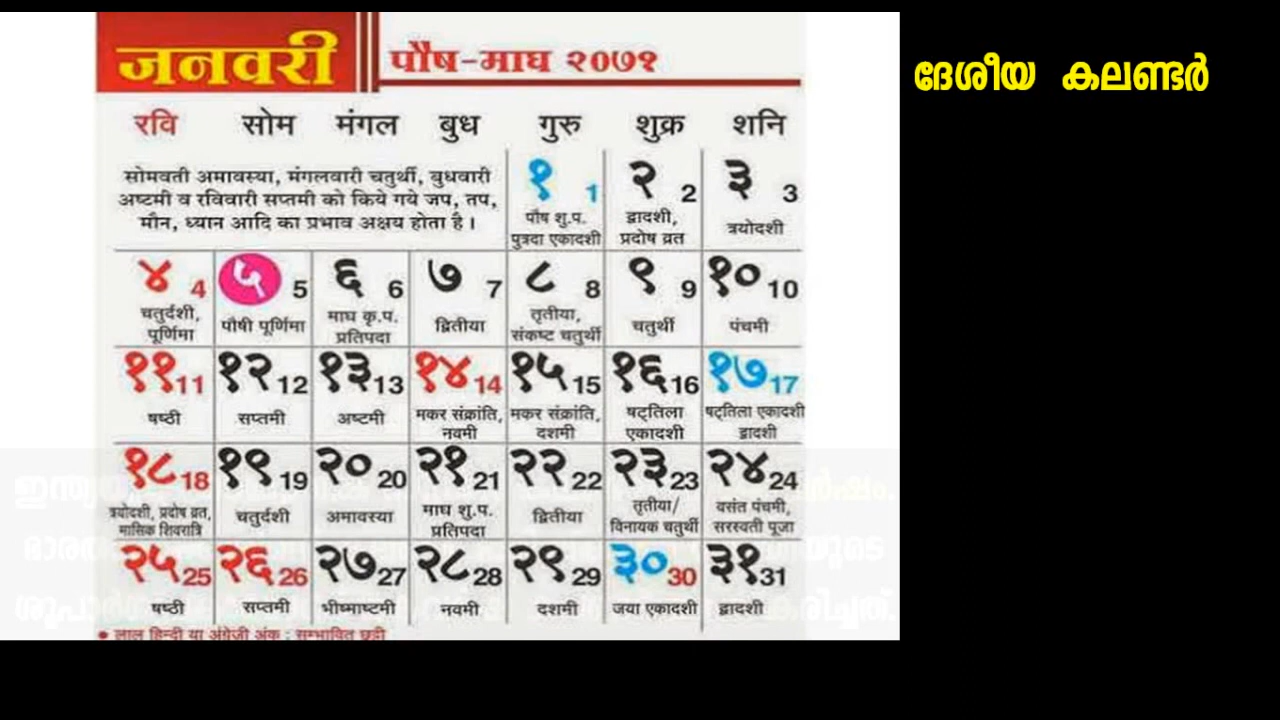 जनवरी
पौष-माघ २०७१
ദേശീയ കലണ്ടർ
रवि सोम मंगल बुध गुरु शुक्र शनि
सोमवती अमावस्या, मंगलवारी चतुर्थी, बुधवारी
अष्टमी व रविवारी सप्तमी को किये गये जप, तप,
मौन, ध्यान आदि का प्रभाव अक्षय होता है।
१ 1 २ 2 ३ 3
पौष शु.प. द्वादशी, त्रयोदशी
पुत्रदा एकादशी प्रदोष व्रत
४ 4 ५ 5 ६ 6 ७ 7 ८ 8 ९ 9 १० 10
चतुर्दशी, पौषी पूर्णिमा माघ कृ.प. द्वितीया तृतीया, चतुर्थी पंचमी
पूर्णिमा प्रतिपदा संकष्ट चतुर्थी
११ 11 १२ 12 १३ 13 १४ 14 १५ 15 १६ 16 १७ 17
षष्ठी सप्तमी अष्टमी मकर संक्रांति, मकर संक्रांति, षट्तिला षट्तिला एकादशी
नवमी दशमी एकादशी द्वादशी
१८ 18 १९ 19 २० 20 २१ 21 २२ 22 २३ 23 २४ 24
त्रयोदशी, प्रदोष व्रत, चतुर्दशी अमावस्या माघ शु.प. द्वितीया तृतीया/ वसंत पंचमी,
मासिक शिवरात्रि प्रतिपदा विनायक चतुर्थी सरस्वती पूजा
२५ 25 २६ 26 २७ 27 २८ 28 २९ 29 ३० 30 ३१ 31
षष्ठी सप्तमी भीष्माष्टमी नवमी दशमी जया एकादशी द्वादशी
• लाल हिन्दी या अंग्रेजी अंक : सम्भावित छुट्टी